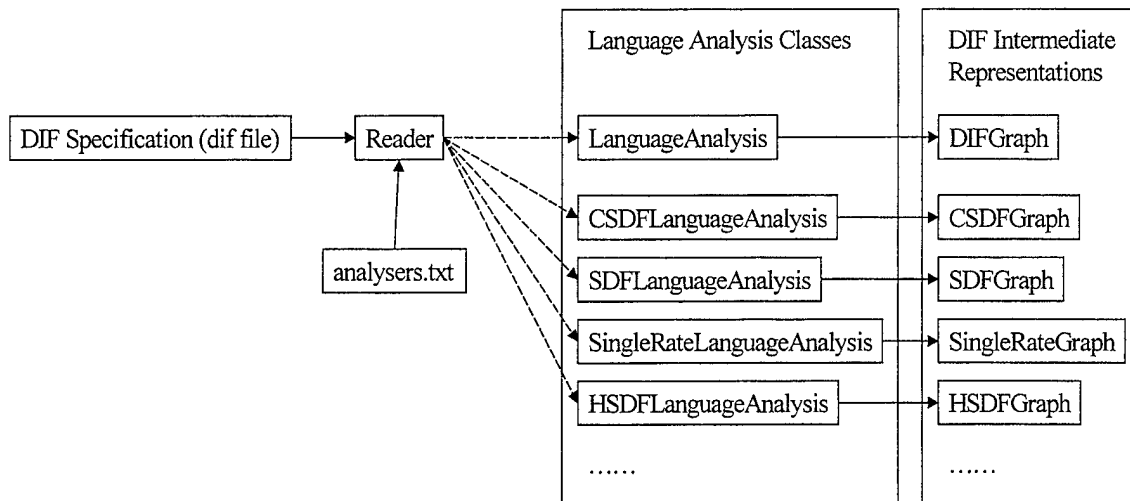 Language Analysis Classes
DIF Intermediate
Representations
DIF Specification (dif file)
Reader
LanguageAnalysis
DIFGraph
CSDFLanguageAnalysis
CSDFGraph
analysers.txt
SDFLanguageAnalysis
SDFGraph
SingleRateLanguageAnalysis
SingleRateGraph
HSDFLanguageAnalysis
HSDFGraph
......
......